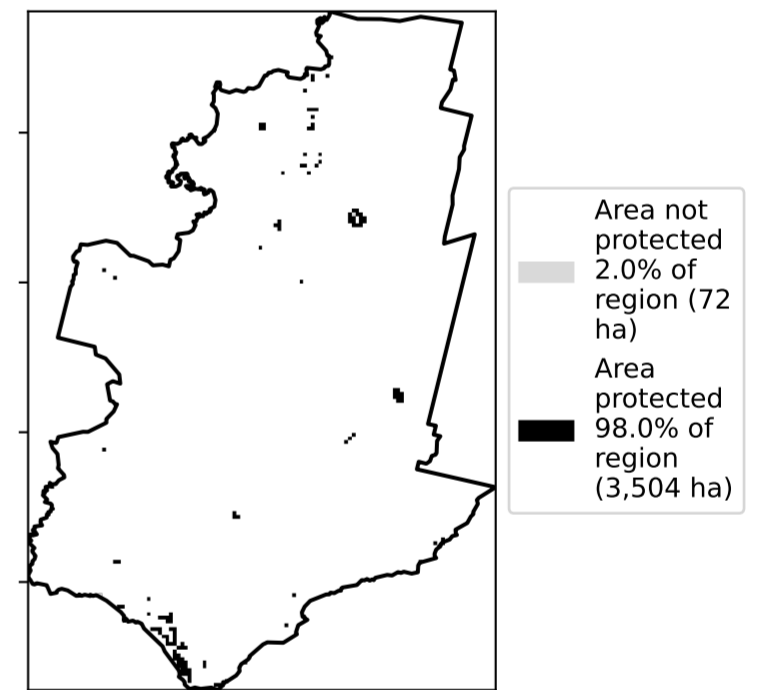 Area not
protected
2.0% of
region (72
ha)
Area
protected
98.0% of
region
(3,504 ha)